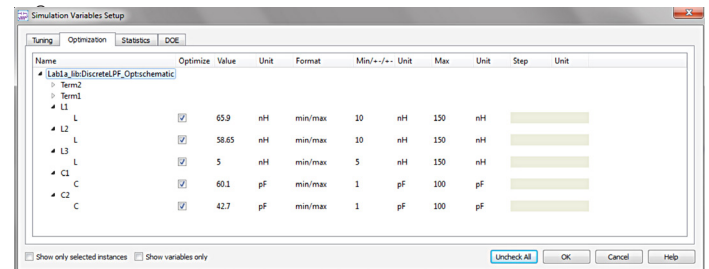 Simulation Variables Setup
Tuning Optimization Statistics DOE
Name Optimize Value Unit Format Min/+-/+- Unit Max Unit Step Unit
Lab1a_lib:DiscreteLPF_Opt:schematic
Term2
Term1
L1
L 65.9 nH min/max 10 nH 150 nH
L2
L 58.65 nH min/max 10 nH 150 nH
L3
L 5 nH min/max 5 nH 150 nH
C1
C 60.1 pF min/max 1 pF 100 pF
C2
C 42.7 pF min/max 1 pF 100 pF
Show only selected instances Show variables only Uncheck All OK Cancel Help